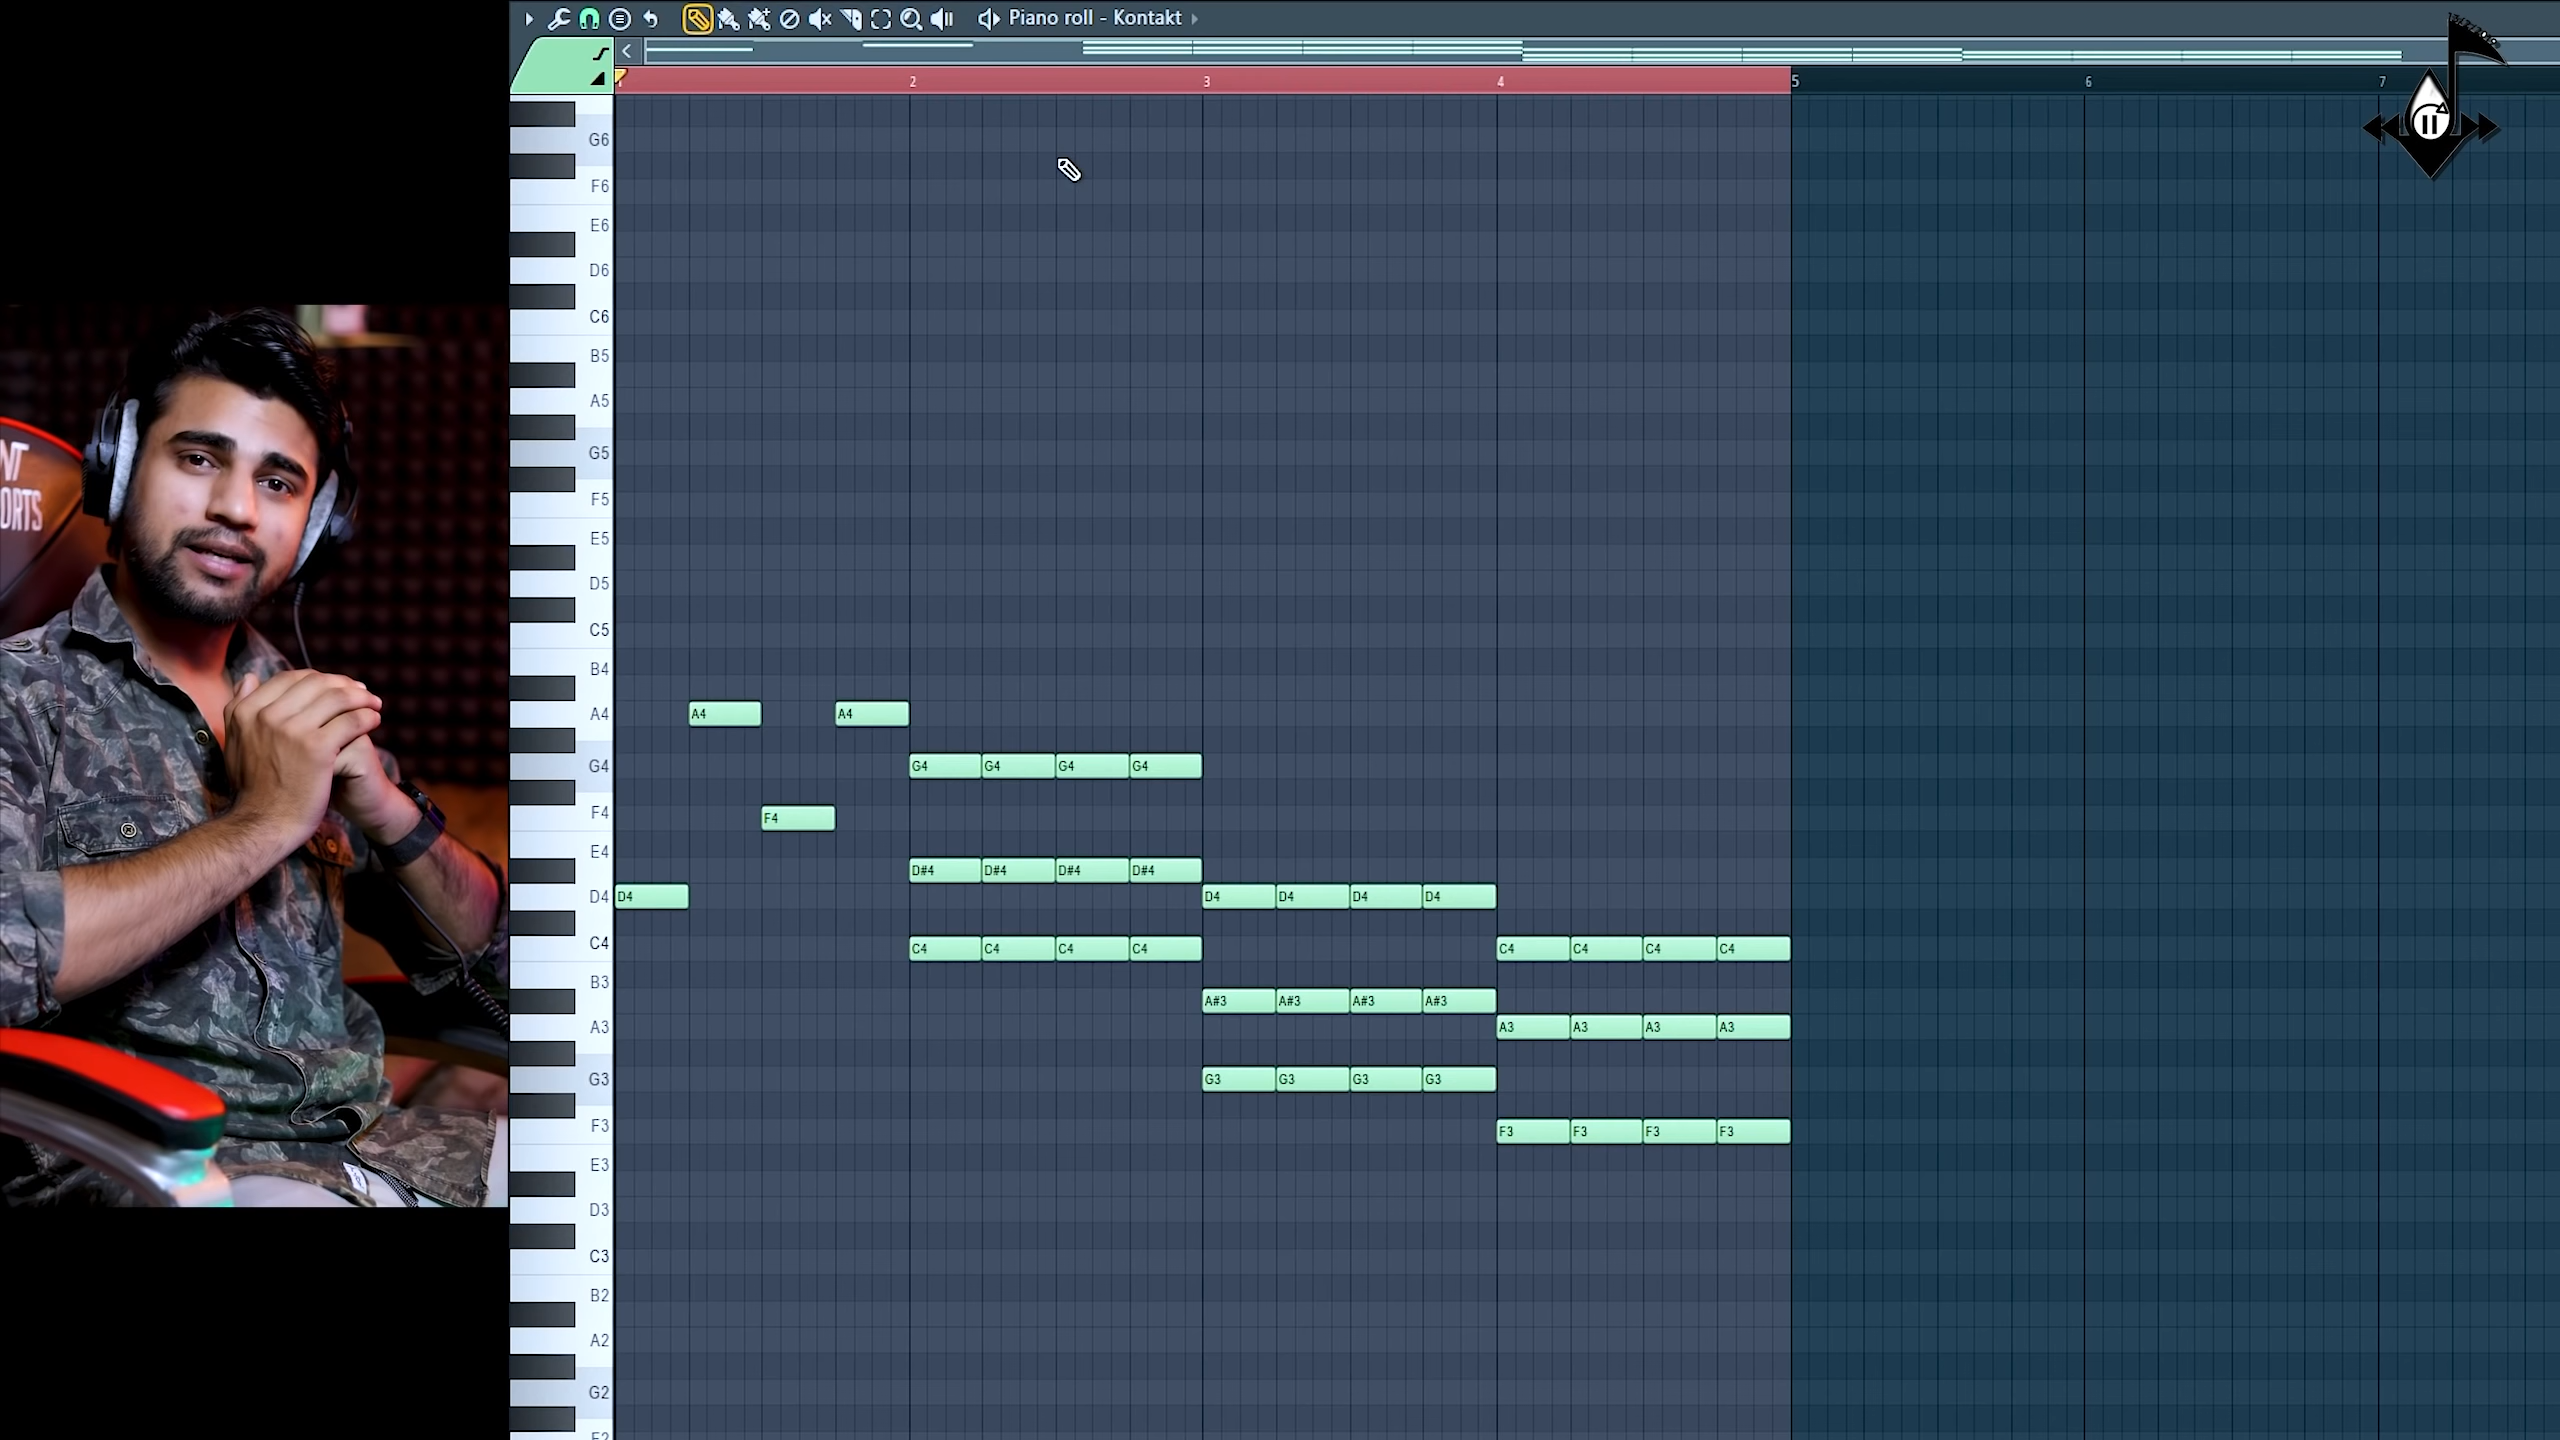 Piano roll - Kontakt
1 2 3 4 5 6 7
G6
F6
E6
D6
C6
B5
A5
G5
F5
E5
D5
C5
B4
A4 A4 A4
G4 G4 G4 G4 G4
F4 F4
E4
D#4 D#4 D#4 D#4
D4 D4 D4 D4 D4 D4
C4 C4 C4 C4 C4 C4 C4 C4 C4
B3
A#3 A#3 A#3 A#3
A3 A3 A3 A3 A3
G3 G3 G3 G3 G3
F3 F3 F3 F3 F3
E3
D3
C3
B2
A2
G2
F2
NT
ORTS